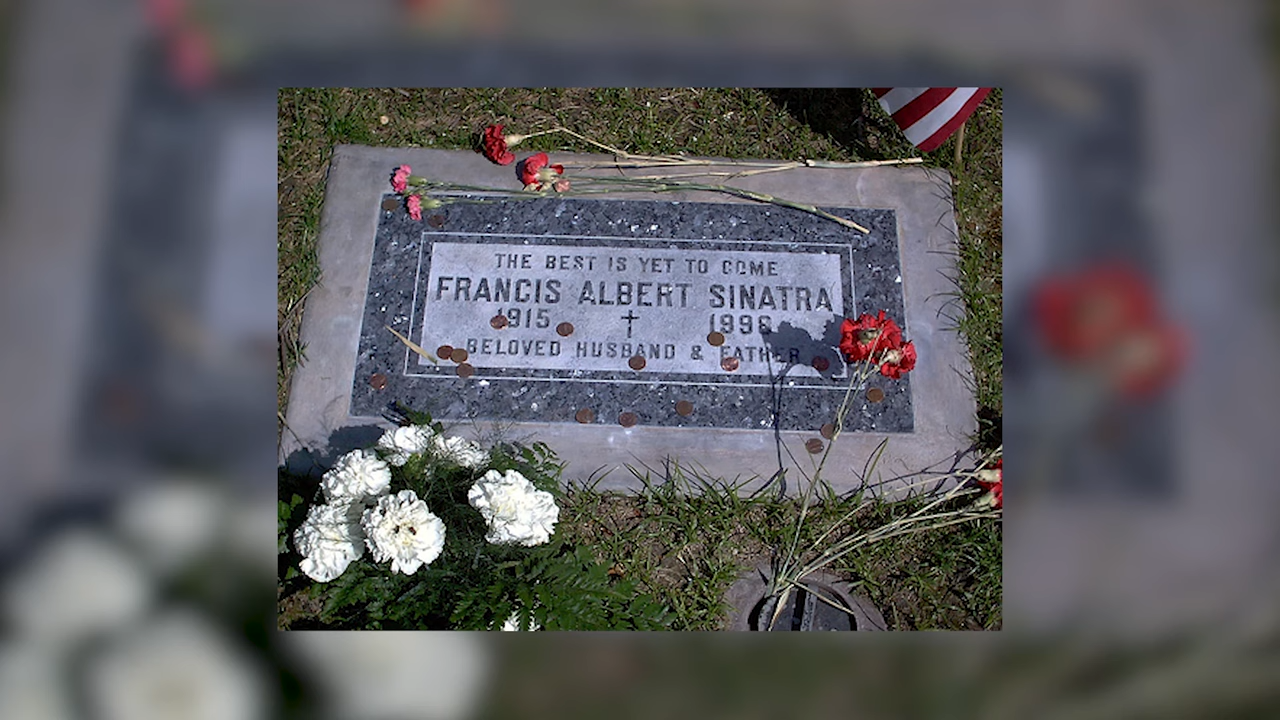 THE BEST IS YET TO COME
FRANCIS ALBERT SINATRA
1915 1998
BELOVED HUSBAND & FATHER